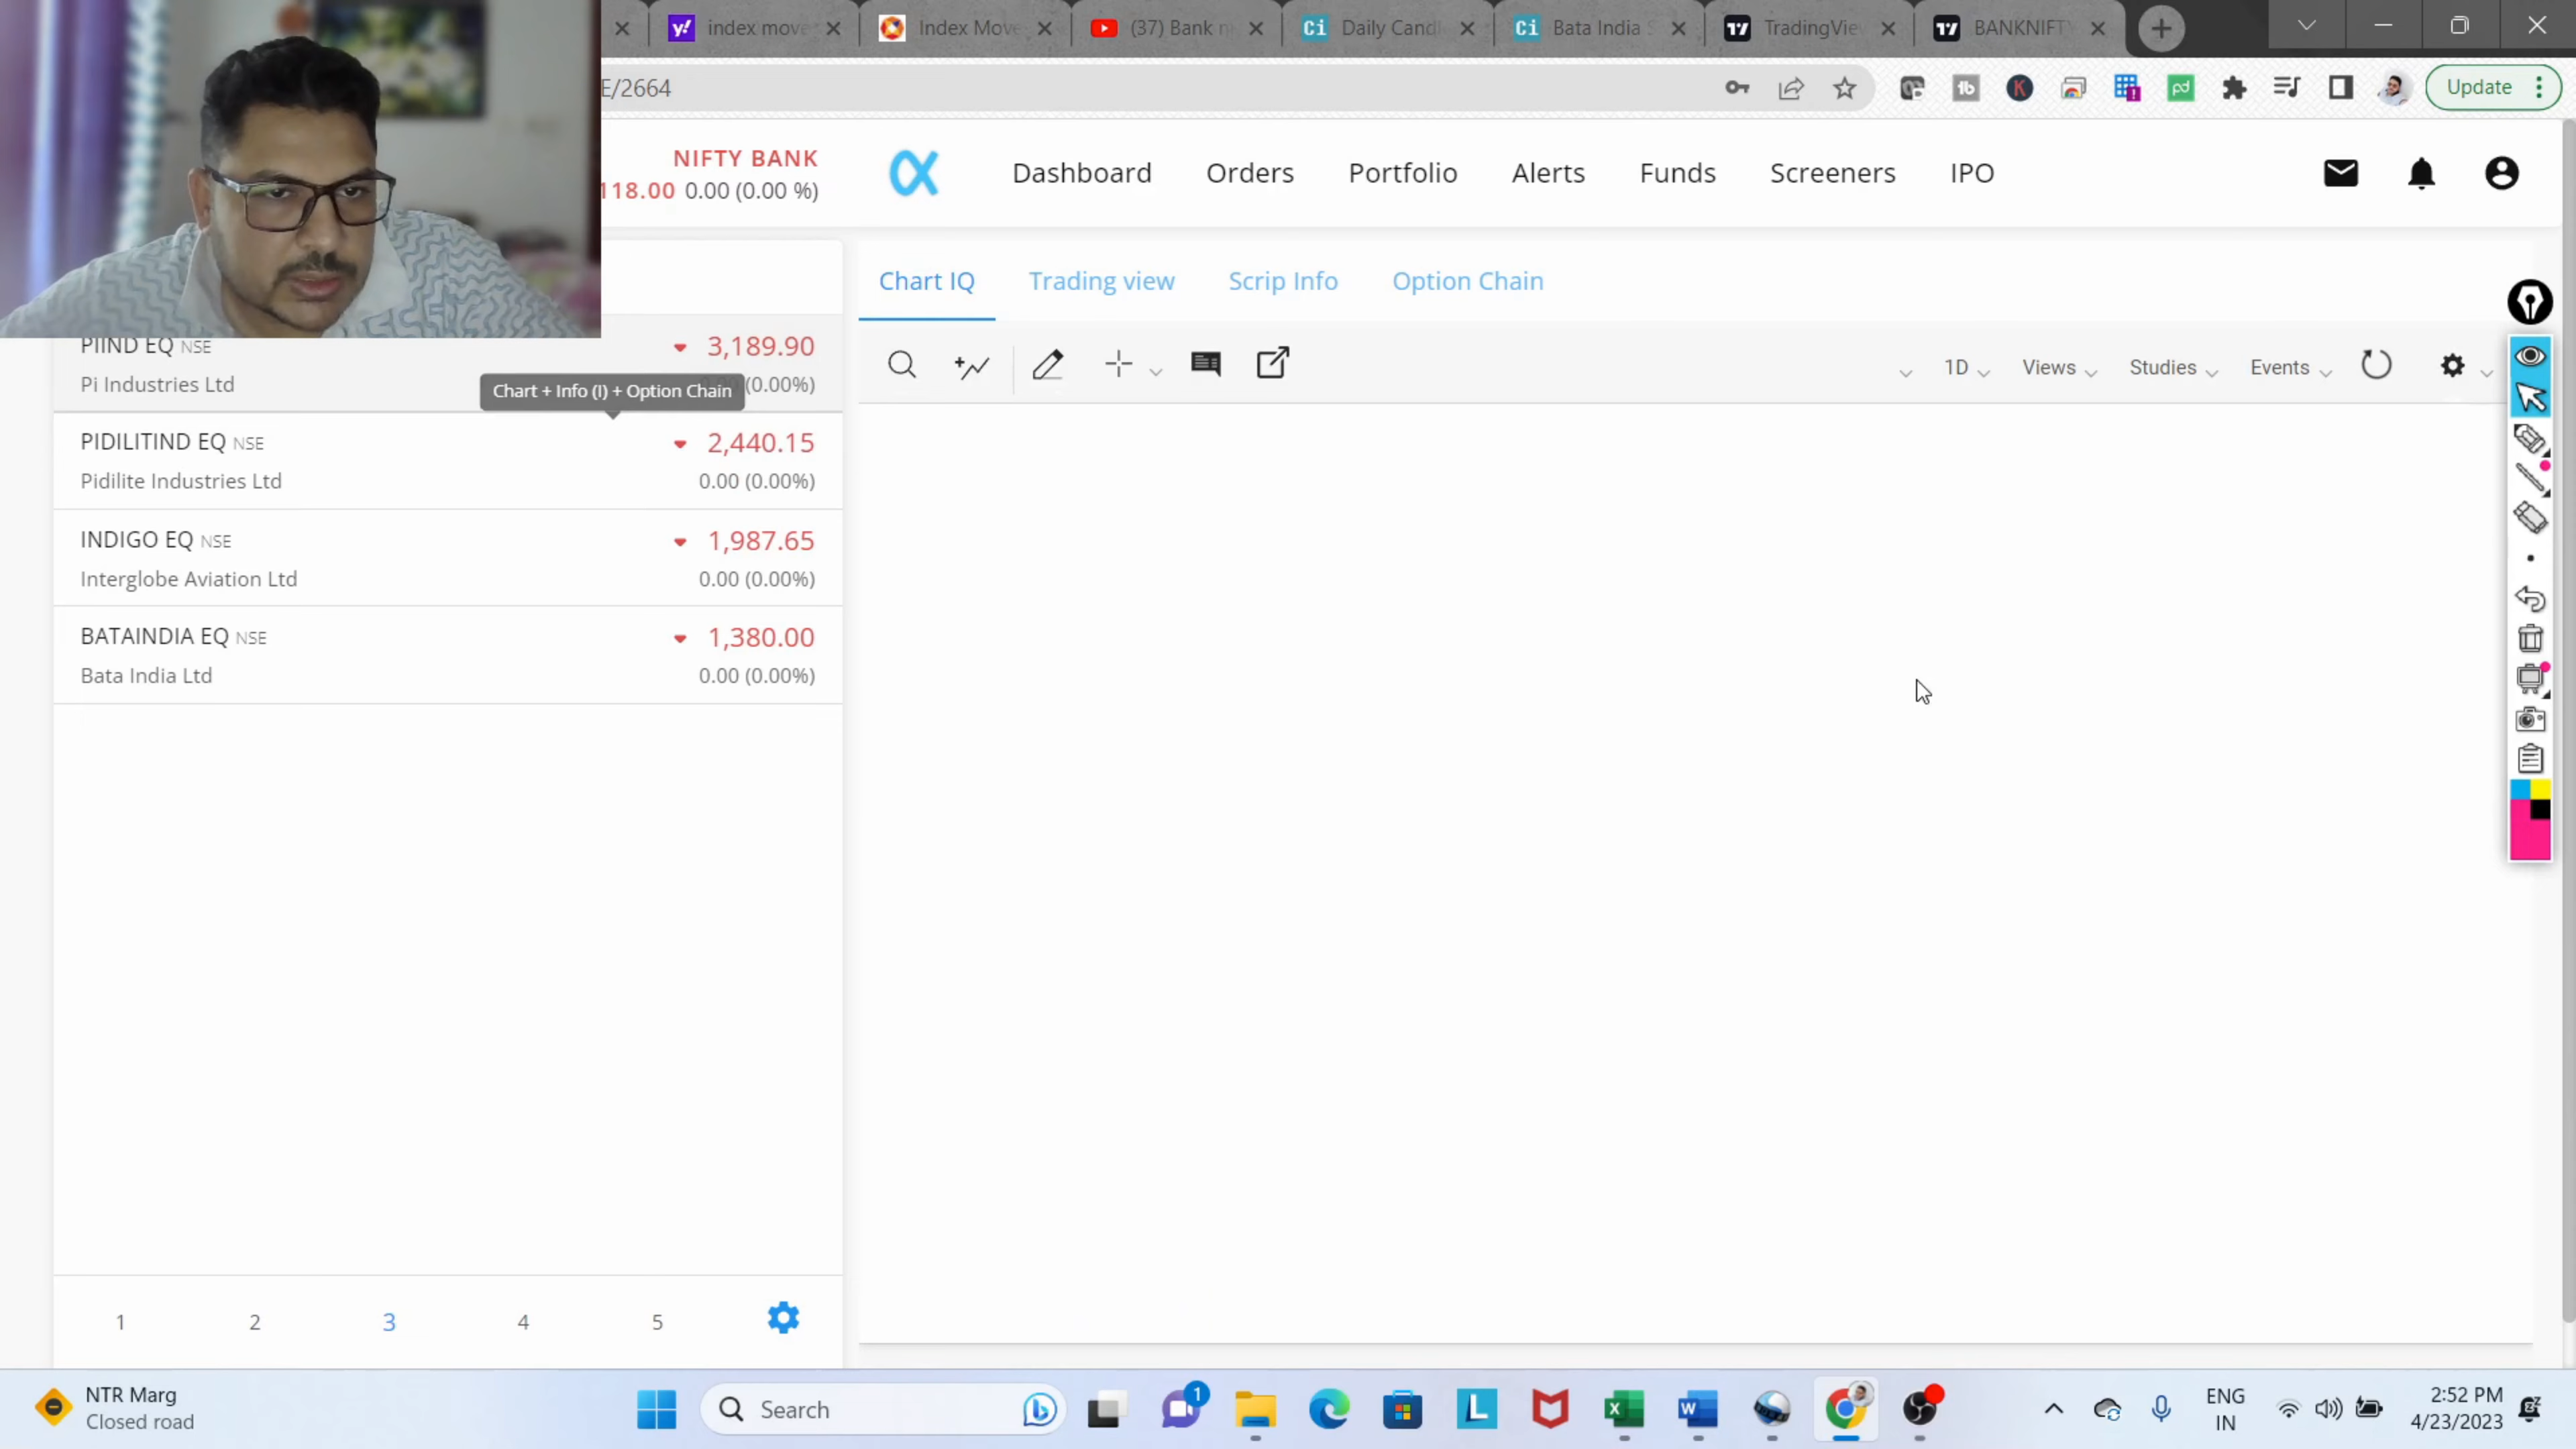 index move
Index Move
(37) Bank n
Daily Candl
Bata India S
TradingView
BANKNIFTY
E/2664
Update
NIFTY BANK
118.00 0.00 (0.00 %)
Dashboard
Orders
Portfolio
Alerts
Funds
Screeners
IPO
Chart IQ
Trading view
Scrip Info
Option Chain
1D
Views
Studies
Events
PIIND EQ NSE
3,189.90
Pi Industries Ltd
(0.00%)
Chart + Info (I) + Option Chain
PIDILITIND EQ NSE
2,440.15
Pidilite Industries Ltd
0.00 (0.00%)
INDIGO EQ NSE
1,987.65
Interglobe Aviation Ltd
0.00 (0.00%)
BATAINDIA EQ NSE
1,380.00
Bata India Ltd
0.00 (0.00%)
1 2 3 4 5
NTR Marg
Closed road
Search
1
ENG
IN
2:52 PM
4/23/2023